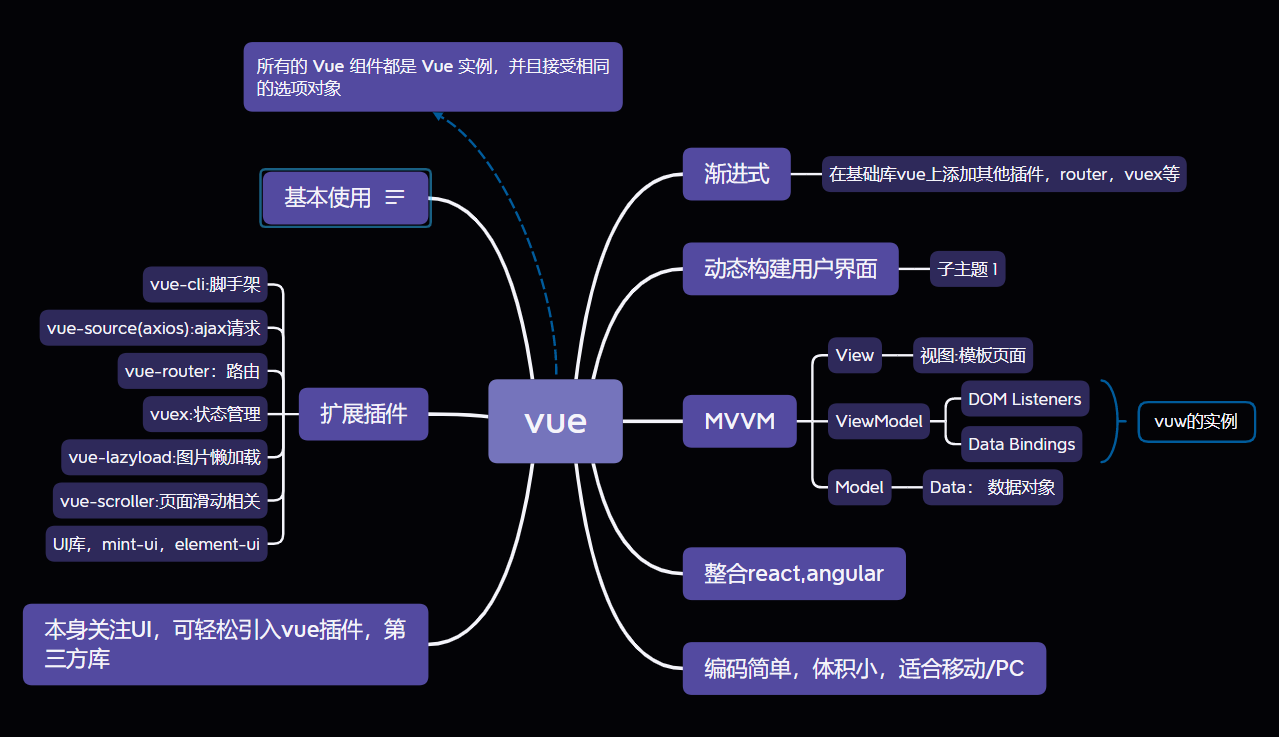 所有的 Vue 组件都是 Vue 实例，并且接受相同
的选项对象
基本使用
vue-cli:脚手架
vue-source(axios):ajax请求
vue-router：路由
vuex:状态管理
vue-lazyload:图片懒加载
vue-scroller:页面滑动相关
UI库，mint-ui，element-ui
扩展插件
本身关注UI，可轻松引入vue插件，第
三方库
vue
渐进式
在基础库vue上添加其他插件，router，vuex等
动态构建用户界面
子主题 1
MVVM
View
视图:模板页面
ViewModel
DOM Listeners
Data Bindings
vuw的实例
Model
Data： 数据对象
整合react,angular
编码简单，体积小，适合移动/PC